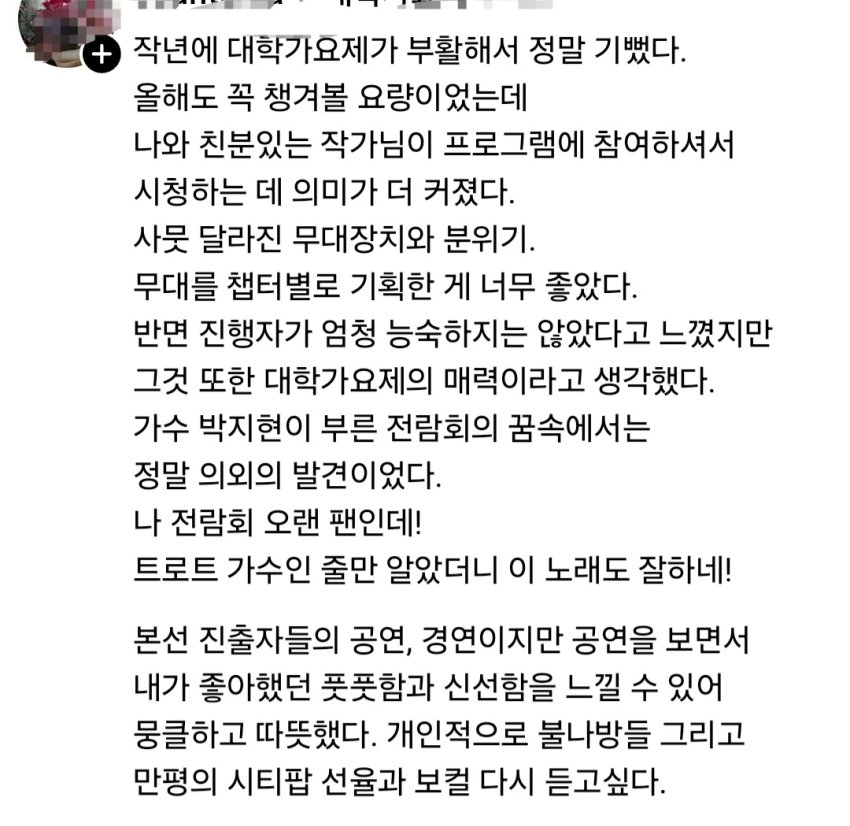 작년에 대학가요제가 부활해서 정말 기뻤다.
올해도 꼭 챙겨볼 요량이었는데
나와 친분있는 작가님이 프로그램에 참여하셔서
시청하는 데 의미가 더 커졌다.
사뭇 달라진 무대장치와 분위기.
무대를 챕터별로 기획한 게 너무 좋았다.
반면 진행자가 엄청 능숙하지는 않았다고 느꼈지만
그것 또한 대학가요제의 매력이라고 생각했다.
가수 박지현이 부른 전람회의 꿈속에서는
정말 의외의 발견이었다.
나 전람회 오랜 팬인데!
트로트 가수인 줄만 알았더니 이 노래도 잘하네!
본선 진출자들의 공연, 경연이지만 공연을 보면서
내가 좋아했던 풋풋함과 신선함을 느낄 수 있어
뭉클하고 따뜻했다. 개인적으로 불나방들 그리고
만평의 시티팝 선율과 보컬 다시 듣고싶다.